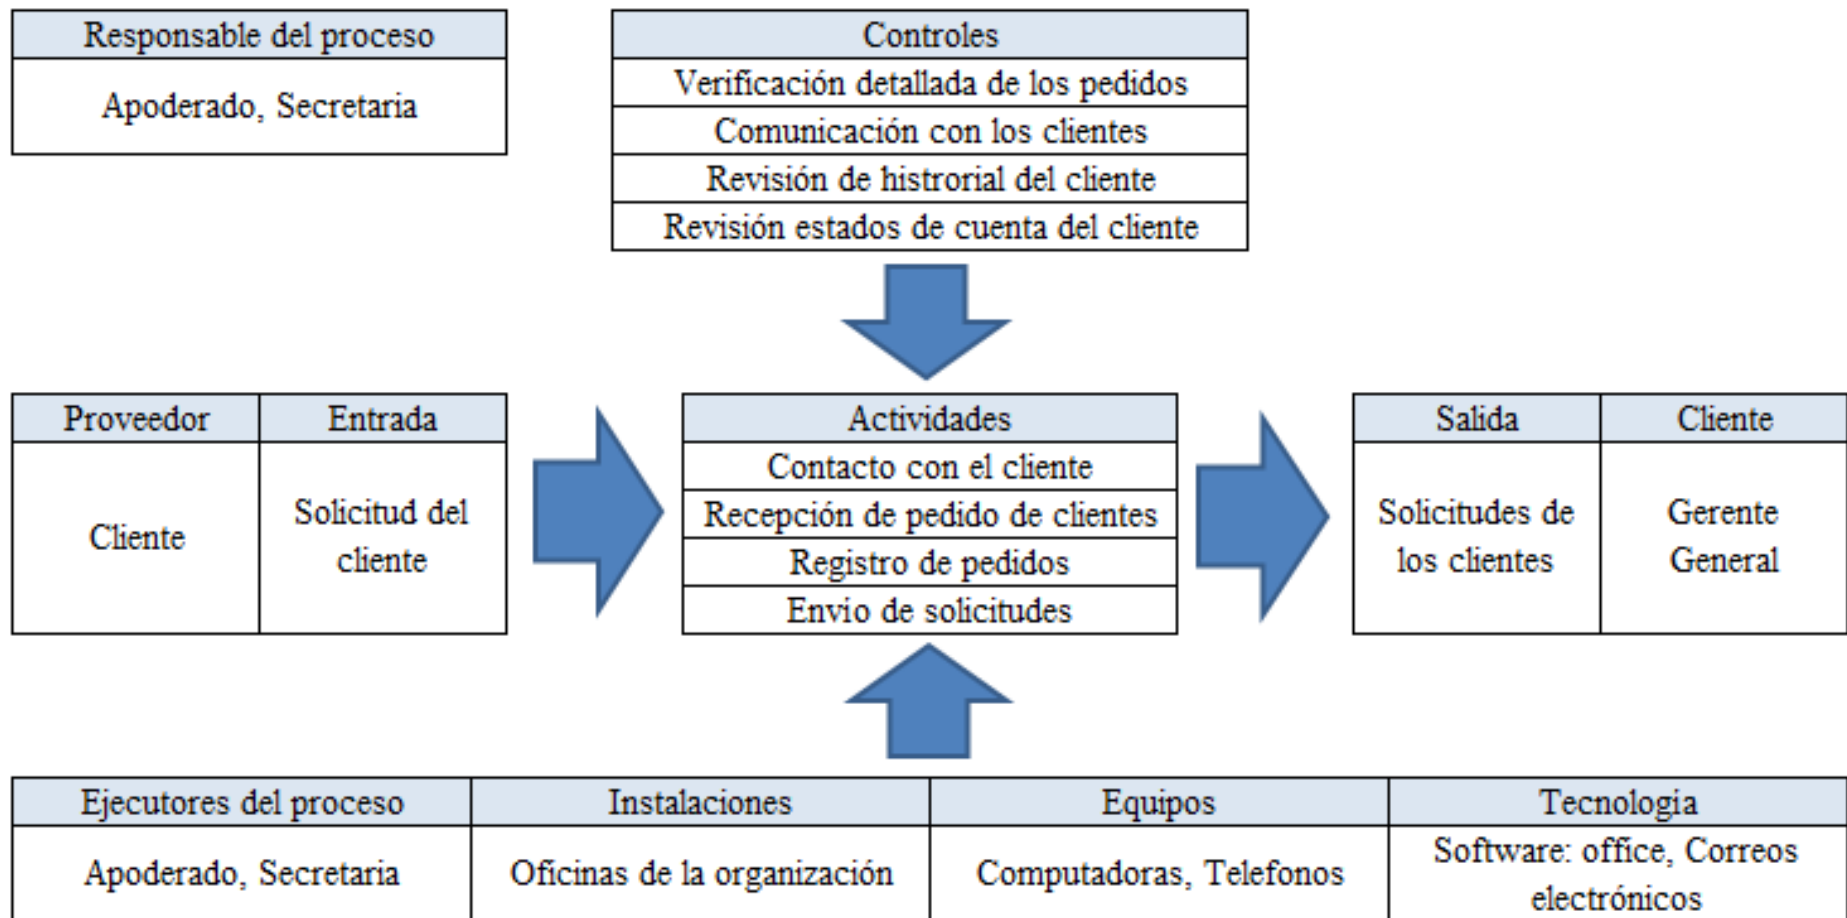 Responsable del proceso
Apoderado, Secretaria
Controles
Verificación detallada de los pedidos
Comunicación con los clientes
Revisión de histrorial del cliente
Revisión estados de cuenta del cliente
Proveedor
Entrada
Cliente
Solicitud del
cliente
Actividades
Contacto con el cliente
Recepción de pedido de clientes
Registro de pedidos
Envio de solicitudes
Salida
Cliente
Solicitudes de
los clientes
Gerente
General
Ejecutores del proceso
Instalaciones
Equipos
Tecnologia
Apoderado, Secretaria
Oficinas de la organización
Computadoras, Telefonos
Software: office, Correos
electrónicos